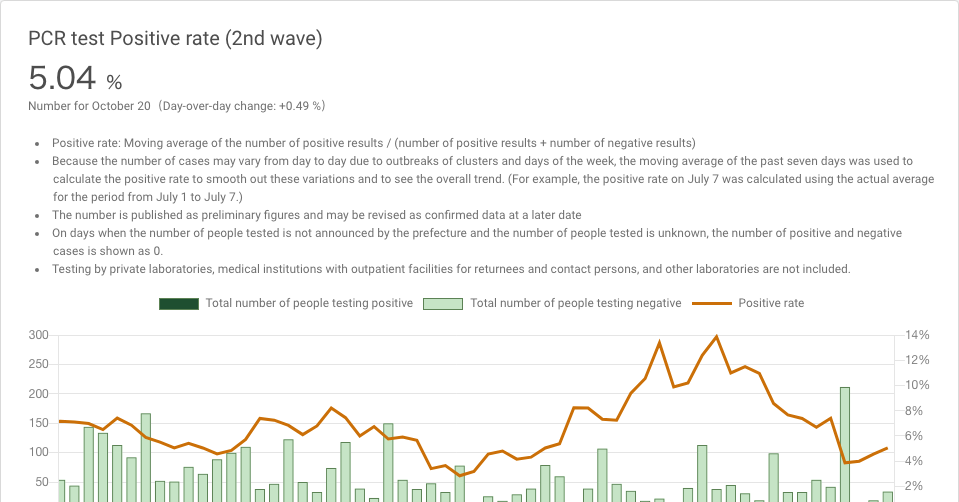 PCR test Positive rate (2nd wave)
5.04 %
Number for October 20（Day-over-day change: +0.49 %）
• Positive rate: Moving average of the number of positive results / (number of positive results + number of negative results)
• Because the number of cases may vary from day to day due to outbreaks of clusters and days of the week, the moving average of the past seven days was used to
calculate the positive rate to smooth out these variations and to see the overall trend. (For example, the positive rate on July 7 was calculated using the actual average
for the period from July 1 to July 7.)
• The number is published as preliminary figures and may be revised as confirmed data at a later date
• On days when the number of people tested is not announced by the prefecture and the number of people tested is unknown, the number of positive and negative
cases is shown as 0.
• Testing by private laboratories, medical institutions with outpatient facilities for returnees and contact persons, and other laboratories are not included.
Total number of people testing positive Total number of people testing negative Positive rate
300 14%
12%
250
200 10%
150 8%
6%
100 4%
50 2%